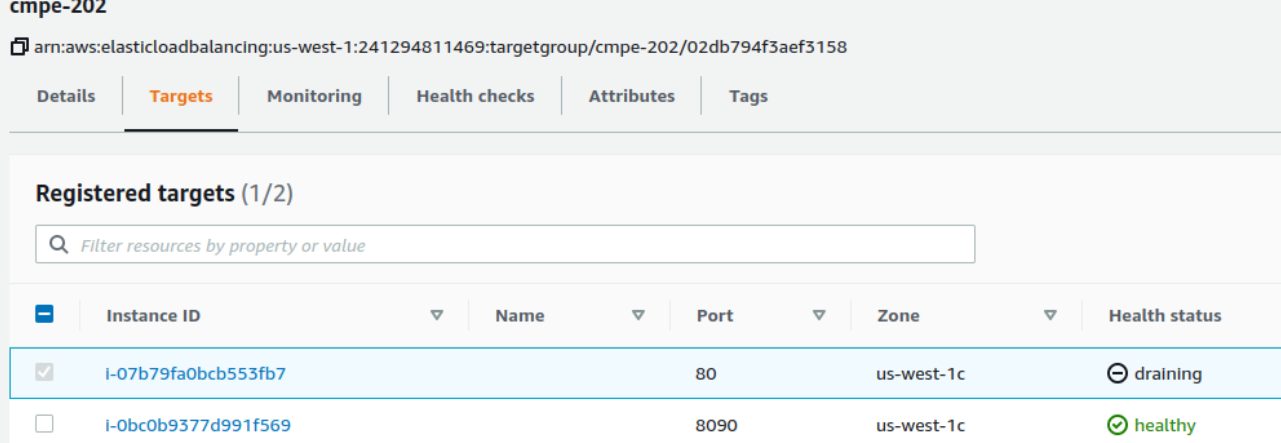 cmpe-202
arn:aws:elasticloadbalancing:us-west-1:241294811469:targetgroup/cmpe-202/02db794f3aef3158
Details Targets Monitoring Health checks Attributes Tags
Registered targets (1/2)
Filter resources by property or value
Instance ID Name Port Zone Health status
i-07b79fa0bcb553fb7 80 us-west-1c draining
i-0bc0b9377d991f569 8090 us-west-1c healthy